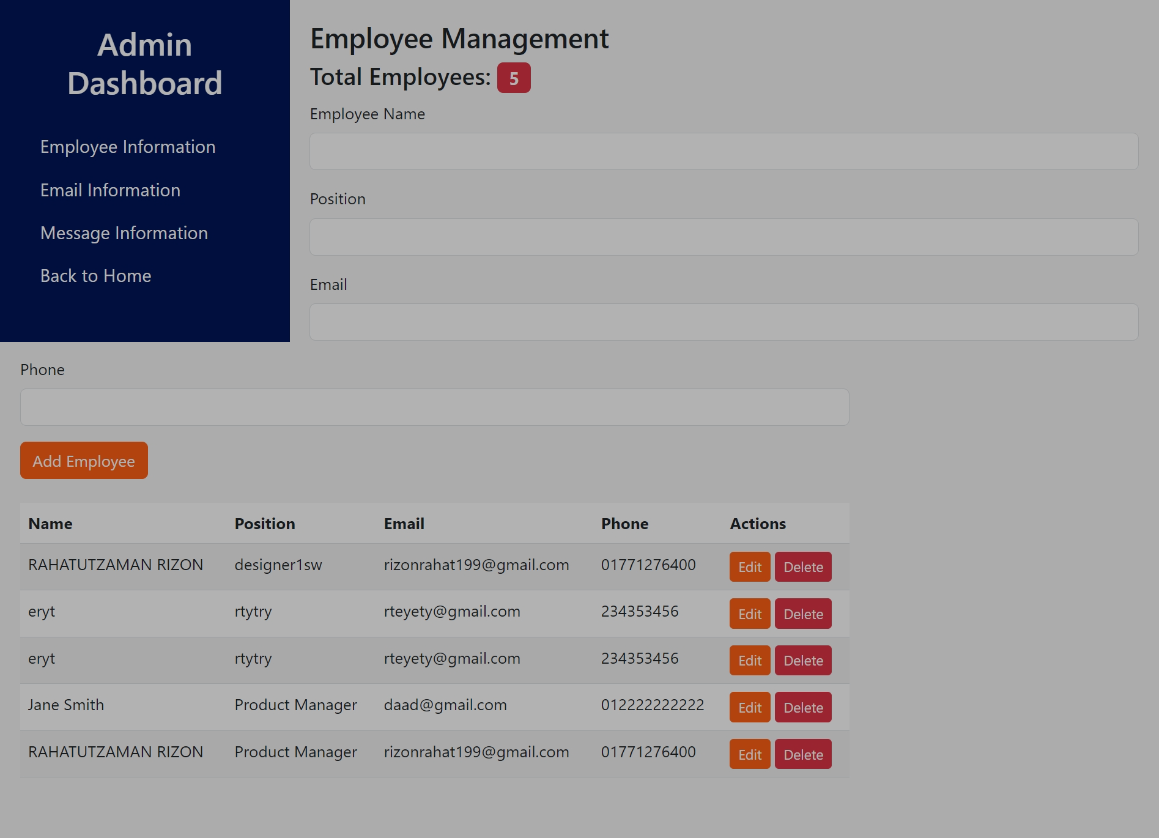 Admin
Dashboard
Employee Information
Email Information
Message Information
Back to Home
Employee Management
Total Employees: 5
Employee Name
Position
Email
Phone
Add Employee
Name Position Email Phone Actions
RAHATUTZAMAN RIZON designer1sw rizonrahat199@gmail.com 01771276400 Edit Delete
eryt rtytry rteyety@gmail.com 234353456 Edit Delete
eryt rtytry rteyety@gmail.com 234353456 Edit Delete
Jane Smith Product Manager daad@gmail.com 012222222222 Edit Delete
RAHATUTZAMAN RIZON Product Manager rizonrahat199@gmail.com 01771276400 Edit Delete